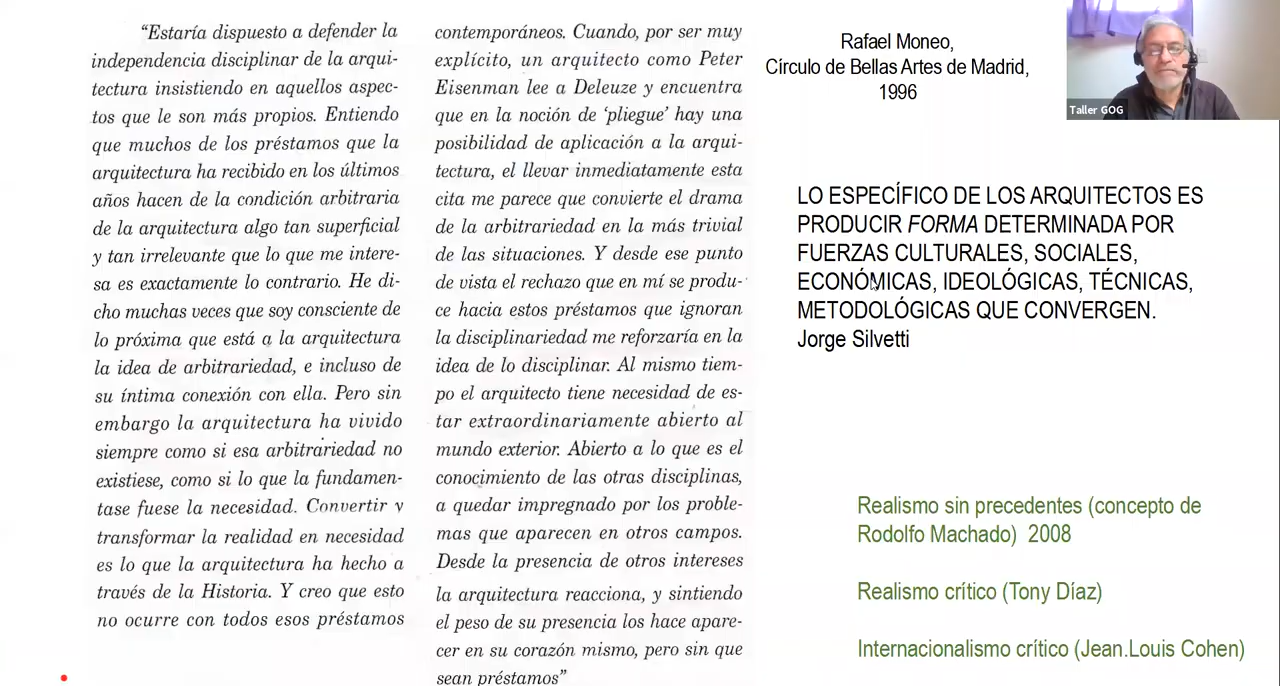 “Estaría dispuesto a defender la
independencia disciplinar de la arqui-
tectura insistiendo en aquellos aspec-
tos que le son más propios. Entiendo
que muchos de los préstamos que la
arquitectura ha recibido en los últimos
años hacen de la condición arbitraria
de la arquitectura algo tan superficial
y tan irrelevante que lo que me intere-
sa es exactamente lo contrario. He di-
cho muchas veces que soy consciente de
lo próxima que está a la arquitectura
la idea de arbitrariedad, e incluso de
su íntima conexión con ella. Pero sin
embargo la arquitectura ha vivido
siempre como si esa arbitrariedad no
existiese, como si lo que la fundamen-
tase fuese la necesidad. Convertir y
transformar la realidad en necesidad
es lo que la arquitectura ha hecho a
través de la Historia. Y creo que esto
no ocurre con todos esos préstamos
contemporáneos. Cuando, por ser muy
explícito, un arquitecto como Peter
Eisenman lee a Deleuze y encuentra
que en la noción de ‘pliegue’ hay una
posibilidad de aplicación a la arqui-
tectura, el llevar inmediatamente esta
cita me parece que convierte el drama
de la arbitrariedad en la más trivial
de las situaciones. Y desde ese punto
de vista el rechazo que en mí se produ-
ce hacia estos préstamos que ignoran
la disciplinariedad me reforzaría en la
idea de lo disciplinar. Al mismo tiem-
po el arquitecto tiene necesidad de es-
tar extraordinariamente abierto al
mundo exterior. Abierto a lo que es el
conocimiento de las otras disciplinas,
a quedar impregnado por los proble-
mas que aparecen en otros campos.
Desde la presencia de otros intereses
la arquitectura reacciona, y sintiendo
el peso de su presencia los hace apare-
cer en su corazón mismo, pero sin que
sean préstamos”
Rafael Moneo,
Círculo de Bellas Artes de Madrid,
1996
Taller GOG
LO ESPECÍFICO DE LOS ARQUITECTOS ES
PRODUCIR FORMA DETERMINADA POR
FUERZAS CULTURALES, SOCIALES,
ECONÓMICAS, IDEOLÓGICAS, TÉCNICAS,
METODOLÓGICAS QUE CONVERGEN.
Jorge Silvetti
Realismo sin precedentes (concepto de
Rodolfo Machado) 2008
Realismo crítico (Tony Díaz)
Internacionalismo crítico (Jean.Louis Cohen)